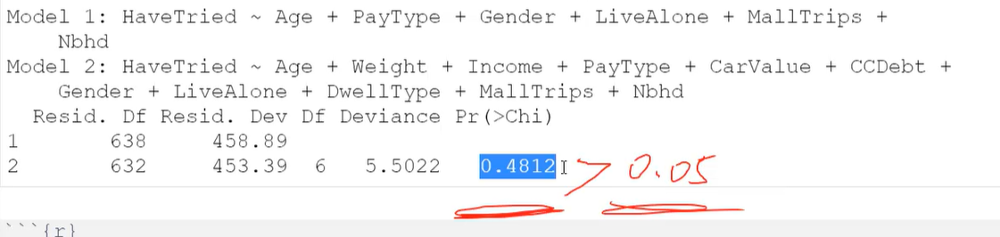 Model 1: HaveTried ~ Age + PayType + Gender + LiveAlone + MallTrips +
Nbhd
Model 2: HaveTried ~ Age + Weight + Income + PayType + CarValue + CCDebt +
Gender + LiveAlone + DwellType + MallTrips + Nbhd
Resid. Df Resid. Dev Df Deviance Pr(>Chi)
1 638 458.89
2 632 453.39 6 5.5022 0.4812 > 0.05
```{r}